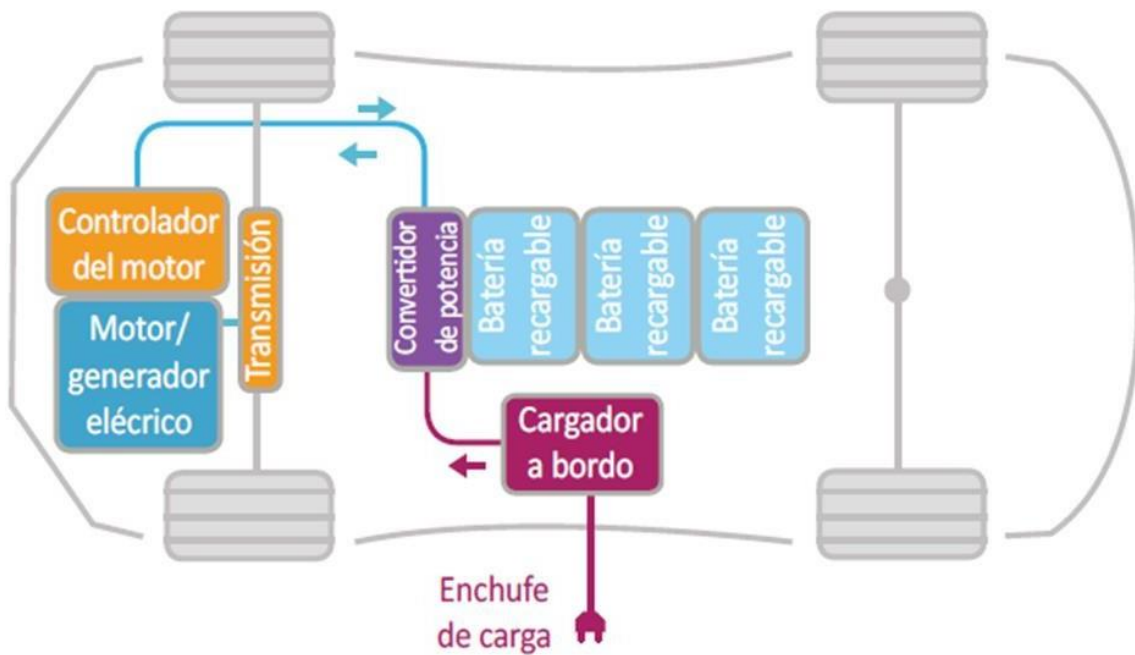 Controlador
del motor
Motor/
generador
elécrico
Transmisión
Convertidor
de potencia
Batería
recargable
Batería
recargable
Batería
recargable
Cargador
a bordo
Enchufe
de carga